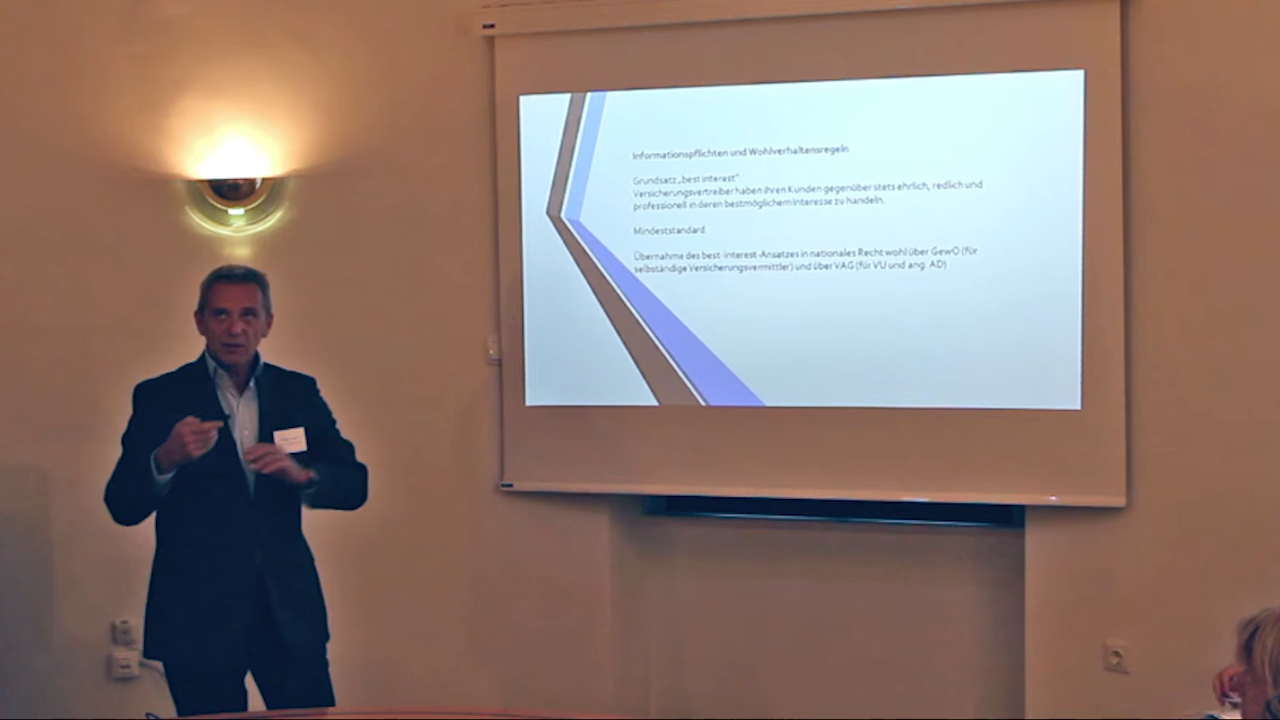 Informationspflichten und Wohlverhaltensregeln
Grundsatz „best interest“
Versicherungsvertreiber haben ihren Kunden gegenüber stets ehrlich, redlich und
professionell in deren bestmöglichem Interesse zu handeln.
Mindeststandard
Übernahme des best-interest-Ansatzes in nationales Recht wohl über GewO (für
selbständige Versicherungsvermittler) und über VAG (für VU und ang. AD)